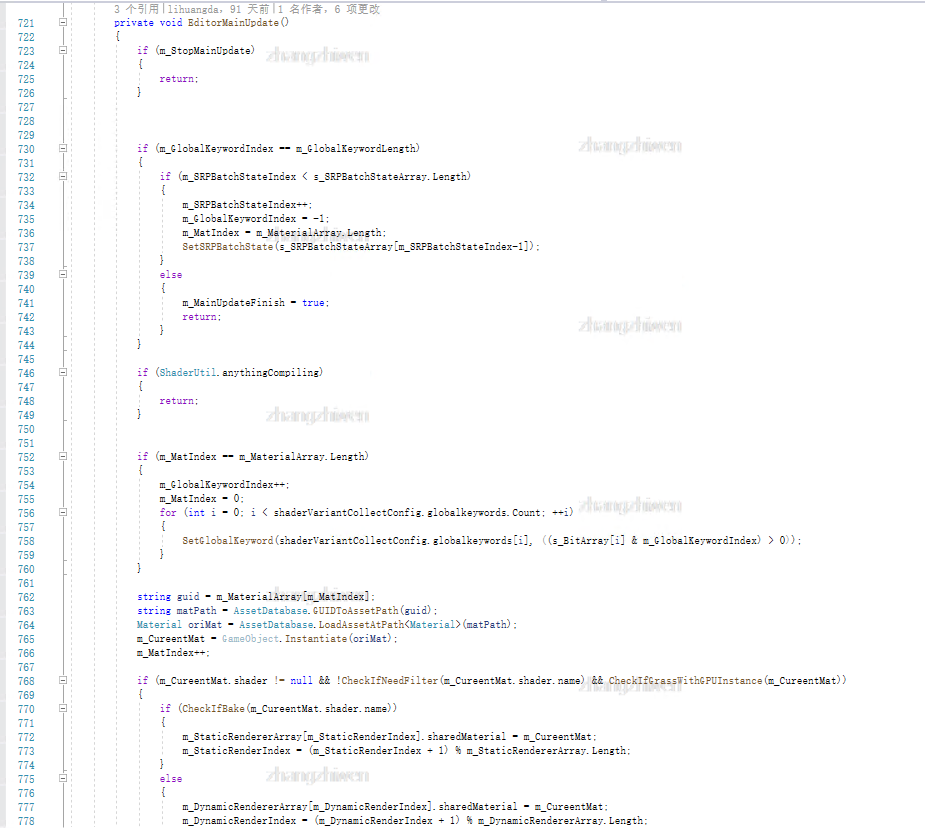 3 个引用|lihuangda，91 天前|1 名作者，6 项更改
721 private void EditorMainUpdate()
722 {
723 if (m_StopMainUpdate)
724 {
725 return;
726 }
727
728
729
730 if (m_GlobalKeywordIndex == m_GlobalKeywordLength)
731 {
732 if (m_SRPBatchStateIndex < s_SRPBatchStateArray.Length)
733 {
734 m_SRPBatchStateIndex++;
735 m_GlobalKeywordIndex = -1;
736 m_MatIndex = m_MaterialArray.Length;
737 SetSRPBatchState(s_SRPBatchStateArray[m_SRPBatchStateIndex-1]);
738 }
739 else
740 {
741 m_MainUpdateFinish = true;
742 return;
743 }
744 }
745
746 if (ShaderUtil.anythingCompiling)
747 {
748 return;
749 }
750
751
752 if (m_MatIndex == m_MaterialArray.Length)
753 {
754 m_GlobalKeywordIndex++;
755 m_MatIndex = 0;
756 for (int i = 0; i < shaderVariantCollectConfig.globalkeywords.Count; ++i)
757 {
758 SetGlobalKeyword(shaderVariantCollectConfig.globalkeywords[i], ((s_BitArray[i] & m_GlobalKeywordIndex) > 0));
759 }
760 }
761
762 string guid = m_MaterialArray[m_MatIndex];
763 string matPath = AssetDatabase.GUIDToAssetPath(guid);
764 Material oriMat = AssetDatabase.LoadAssetAtPath<Material>(matPath);
765 m_CureentMat = GameObject.Instantiate(oriMat);
766 m_MatIndex++;
767
768 if (m_CureentMat.shader != null && !CheckIfNeedFilter(m_CureentMat.shader.name) && CheckIfGrassWithGPUInstance(m_CureentMat))
769 {
770 if (CheckIfBake(m_CureentMat.shader.name))
771 {
772 m_StaticRendererArray[m_StaticRenderIndex].sharedMaterial = m_CureentMat;
773 m_StaticRenderIndex = (m_StaticRenderIndex + 1) % m_StaticRendererArray.Length;
774 }
775 else
776 {
777 m_DynamicRendererArray[m_DynamicRenderIndex].sharedMaterial = m_CureentMat;
778 m_DynamicRenderIndex = (m_DynamicRenderIndex + 1) % m_DynamicRendererArray.Length;